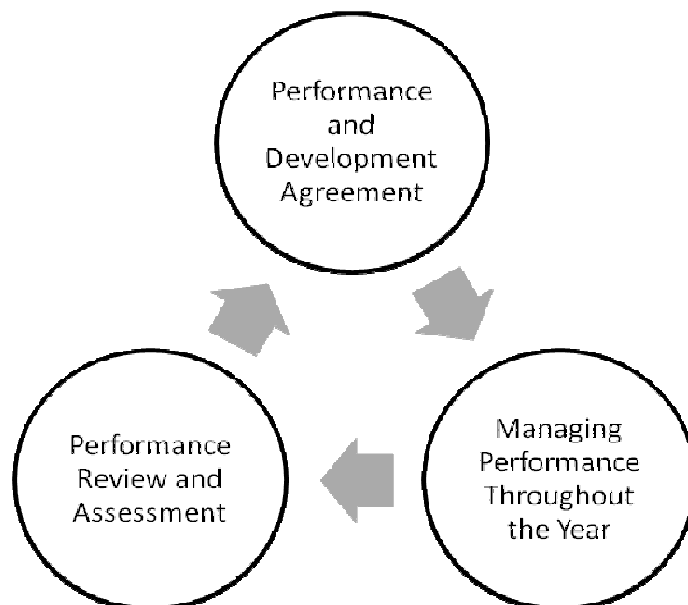 Performance
and
Development
Agreement
Managing
Performance
Throughout
the Year
Performance
Review and
Assessment